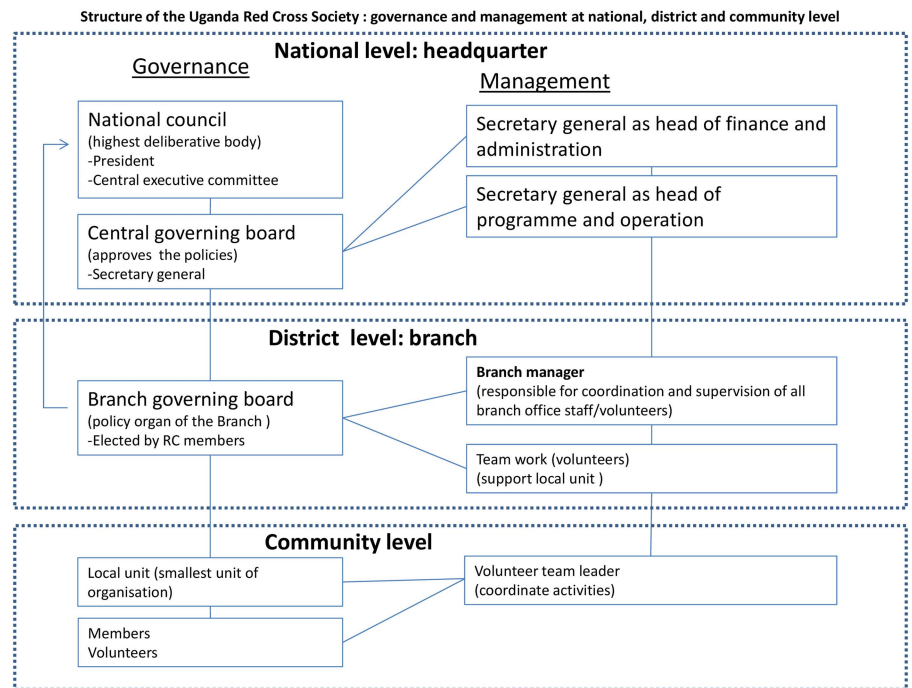 Structure of the Uganda Red Cross Society : governance and management at national, district and community level
National level: headquarter
Governance
Management
National council
(highest deliberative body)
-President
-Central executive committee
Secretary general as head of finance and
administration
Secretary general as head of
programme and operation
Central governing board
(approves the policies)
-Secretary general
District level: branch
Branch governing board
(policy organ of the Branch )
-Elected by RC members
Branch manager
(responsible for coordination and supervision of all
branch office staff/volunteers)
Team work (volunteers)
(support local unit )
Community level
Local unit (smallest unit of
organisation)
Volunteer team leader
(coordinate activities)
Members
Volunteers